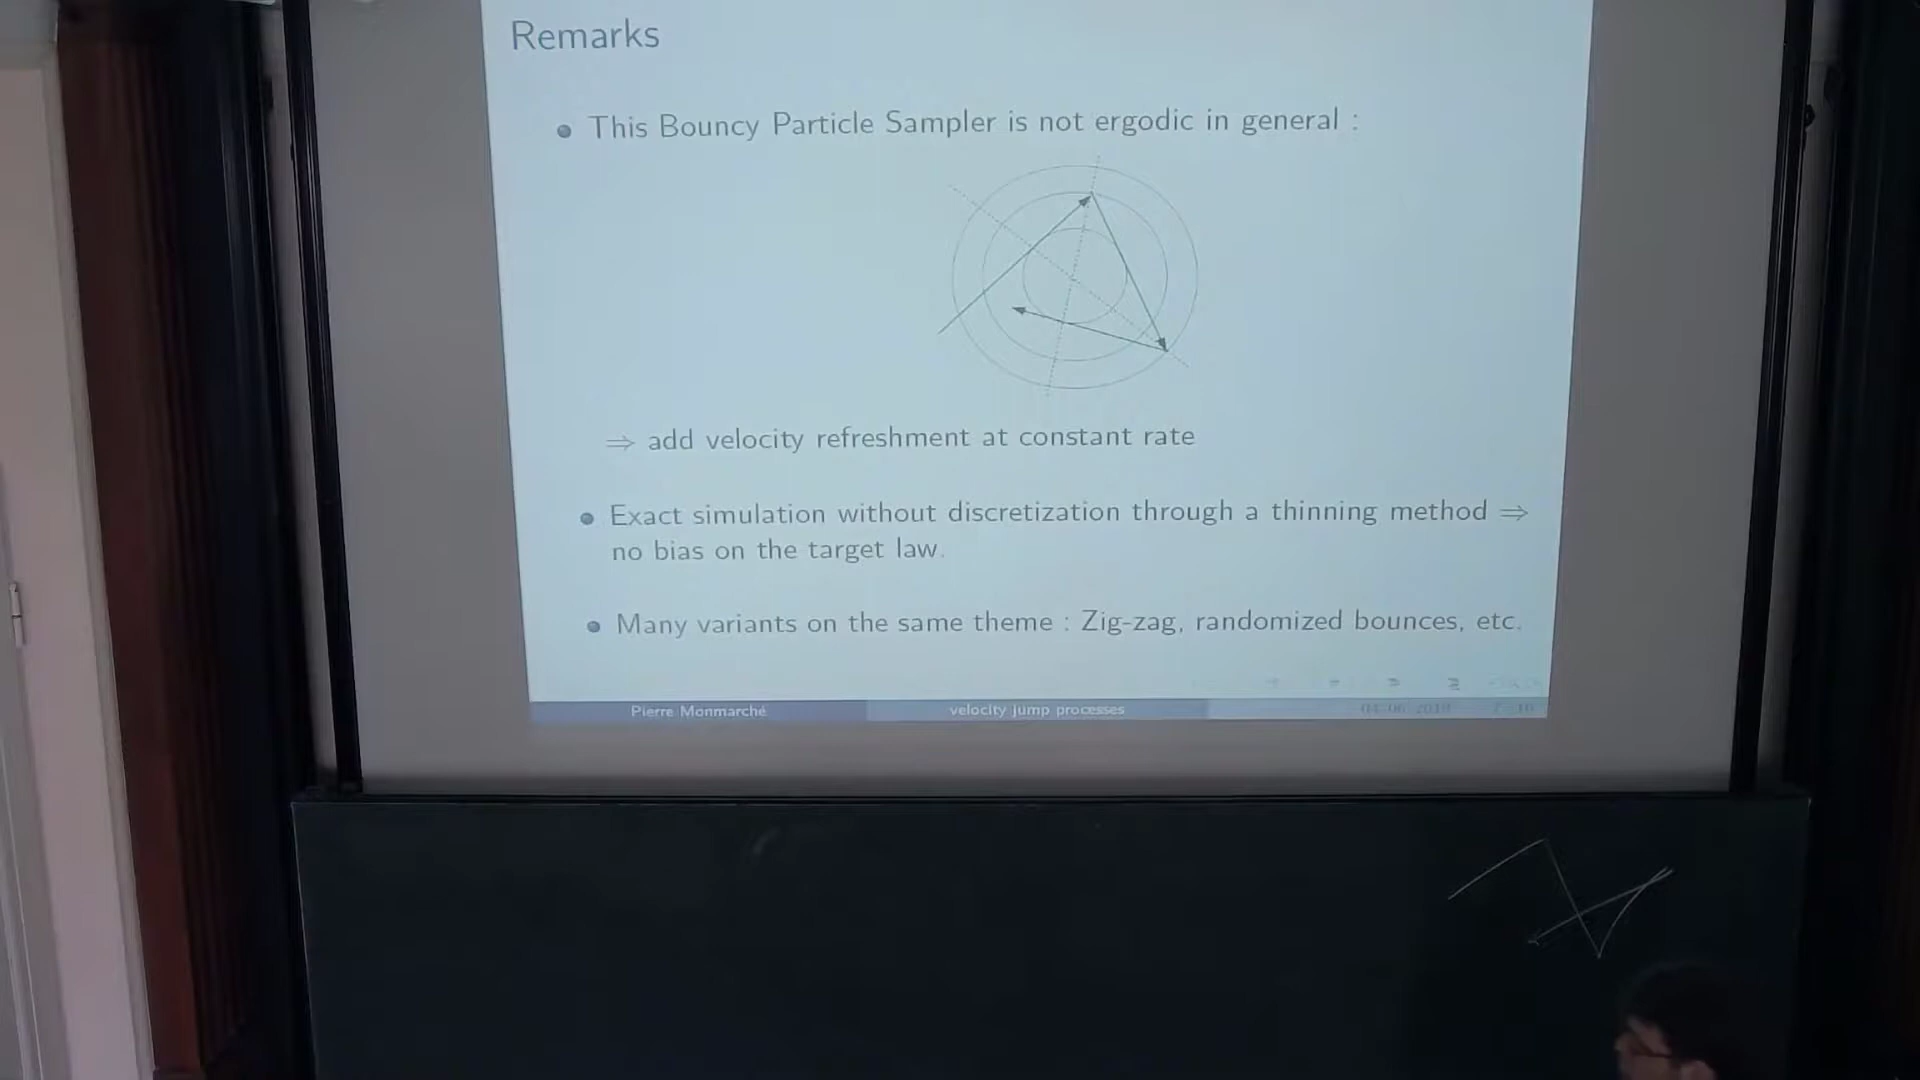 Remarks
This Bouncy Particle Sampler is not ergodic in general :
⇒ add velocity refreshment at constant rate
Exact simulation without discretization through a thinning method ⇒
no bias on the target law.
Many variants on the same theme : Zig-zag, randomized bounces, etc.
Pierre Monmarché velocity jump processes